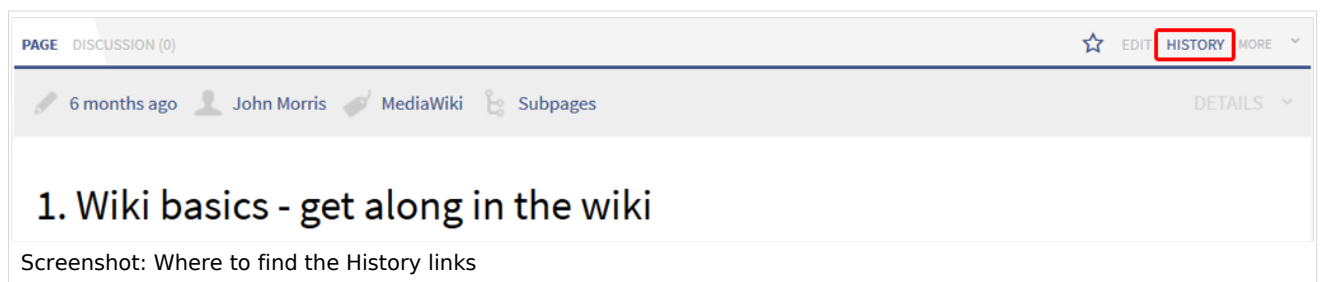 PAGE DISCUSSION (0) EDIT HISTORY MORE
6 months ago John Morris MediaWiki Subpages DETAILS
1. Wiki basics - get along in the wiki
Screenshot: Where to find the History links